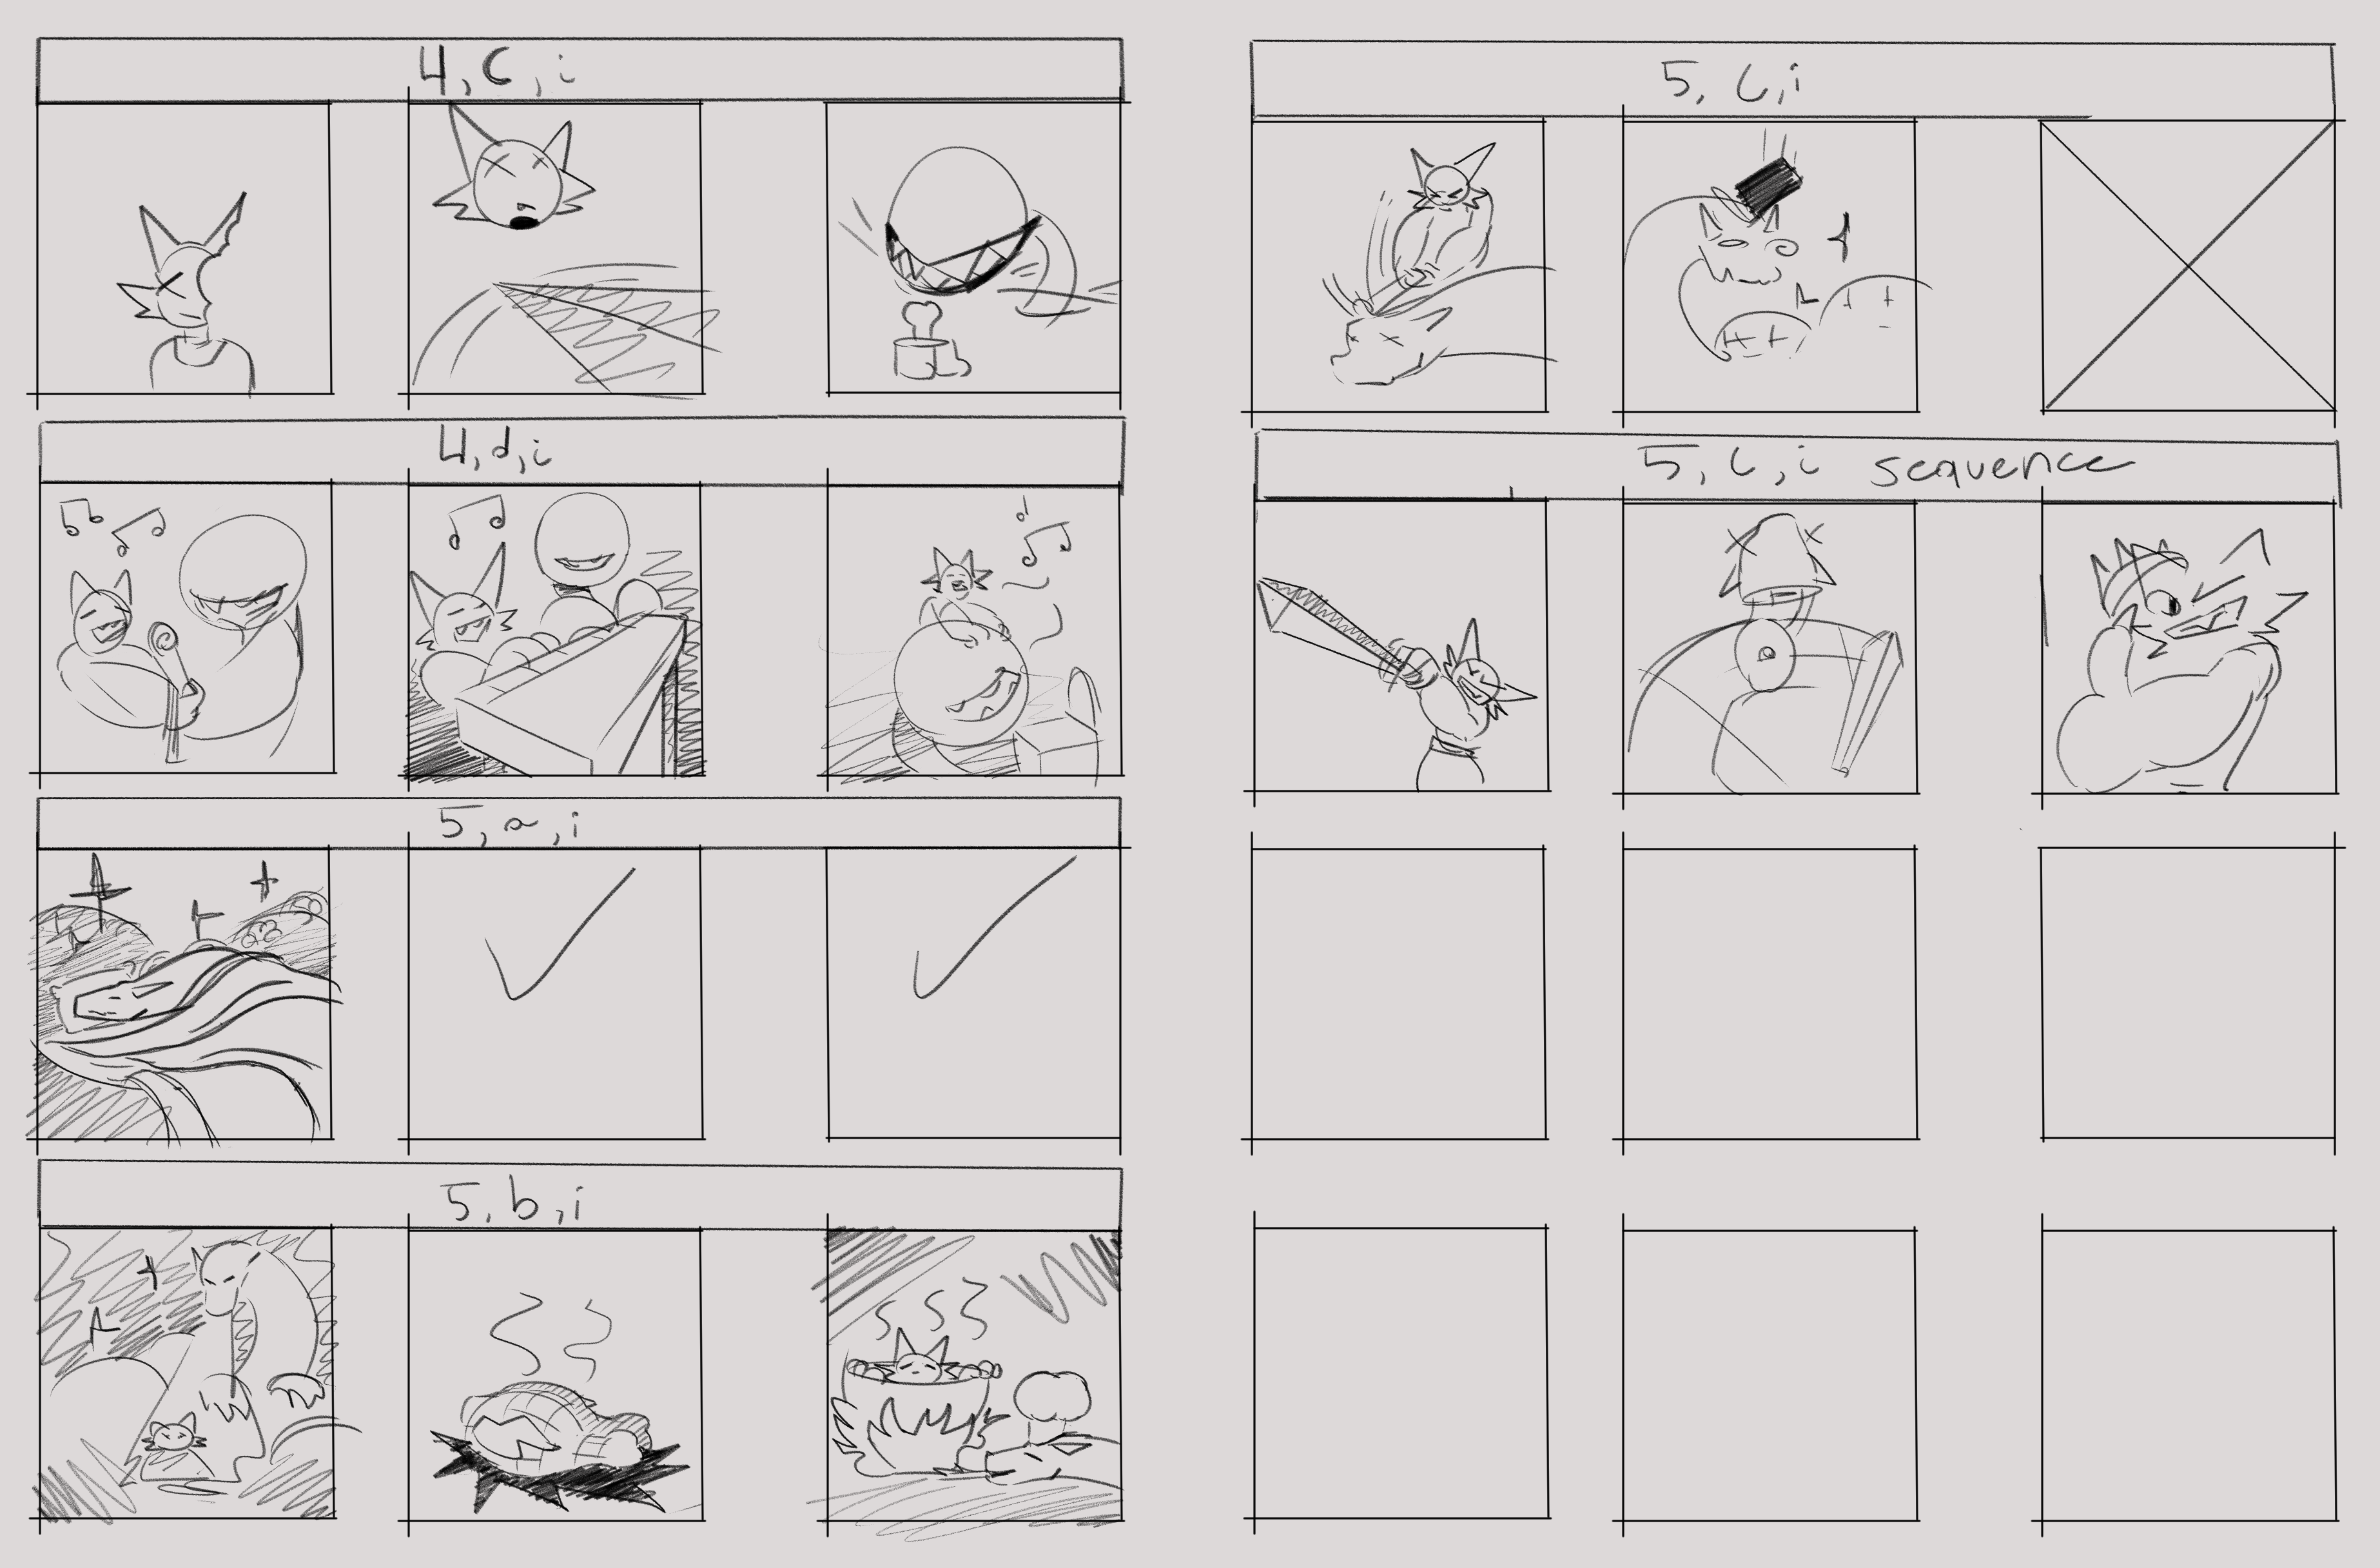 4, C, i
4, d, i
5, a, i
5, b, i
5, C, i
5, C, i sequence